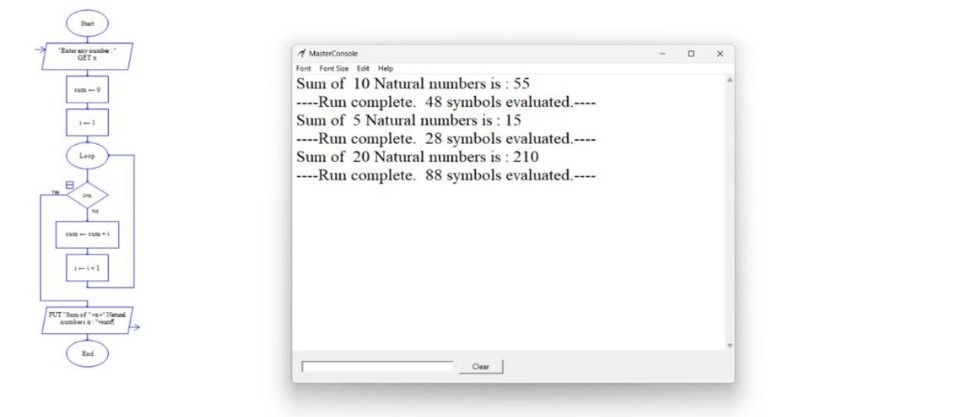 Start
"Enter any number : "
GET n
sum ← 0
i ← 1
Loop
Yes
i>n
No
sum ← sum + i
i ← i + 1
PUT "Sum of "+n+" Natural
numbers is : "+sum¶
End
MasterConsole
Font Font Size Edit Help
Sum of  10 Natural numbers is : 55
----Run complete.  48 symbols evaluated.----
Sum of  5 Natural numbers is : 15
----Run complete.  28 symbols evaluated.----
Sum of  20 Natural numbers is : 210
----Run complete.  88 symbols evaluated.----
Clear